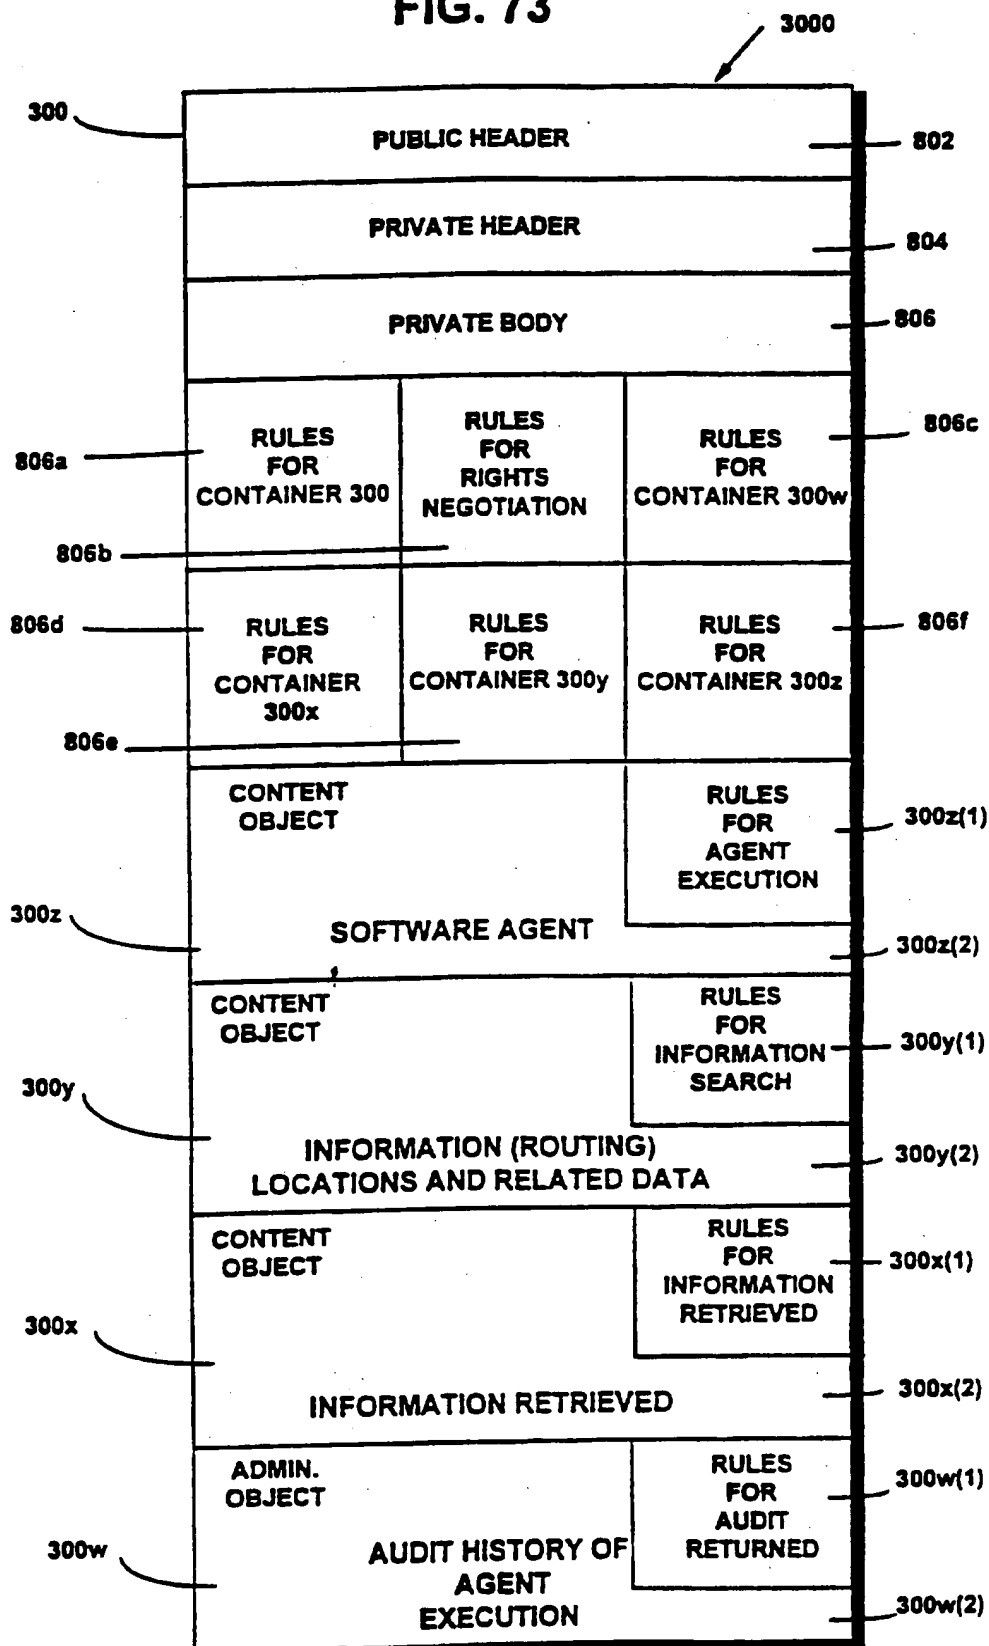 FIG. 73
3000
300
PUBLIC HEADER
802
PRIVATE HEADER
804
PRIVATE BODY
806
806a
RULES
FOR
CONTAINER 300
RULES
FOR
RIGHTS
NEGOTIATION
RULES
FOR
CONTAINER 300w
806c
806b
806d
RULES
FOR
CONTAINER
300x
RULES
FOR
CONTAINER 300y
RULES
FOR
CONTAINER 300z
806f
806e
CONTENT
OBJECT
RULES
FOR
AGENT
EXECUTION
300z(1)
300z
SOFTWARE AGENT
300z(2)
CONTENT
OBJECT
RULES
FOR
INFORMATION
SEARCH
300y(1)
300y
INFORMATION (ROUTING)
LOCATIONS AND RELATED DATA
300y(2)
CONTENT
OBJECT
RULES
FOR
INFORMATION
RETRIEVED
300x(1)
300x
INFORMATION RETRIEVED
300x(2)
ADMIN.
OBJECT
RULES
FOR
AUDIT
RETURNED
300w(1)
300w
AUDIT HISTORY OF
AGENT
EXECUTION
300w(2)